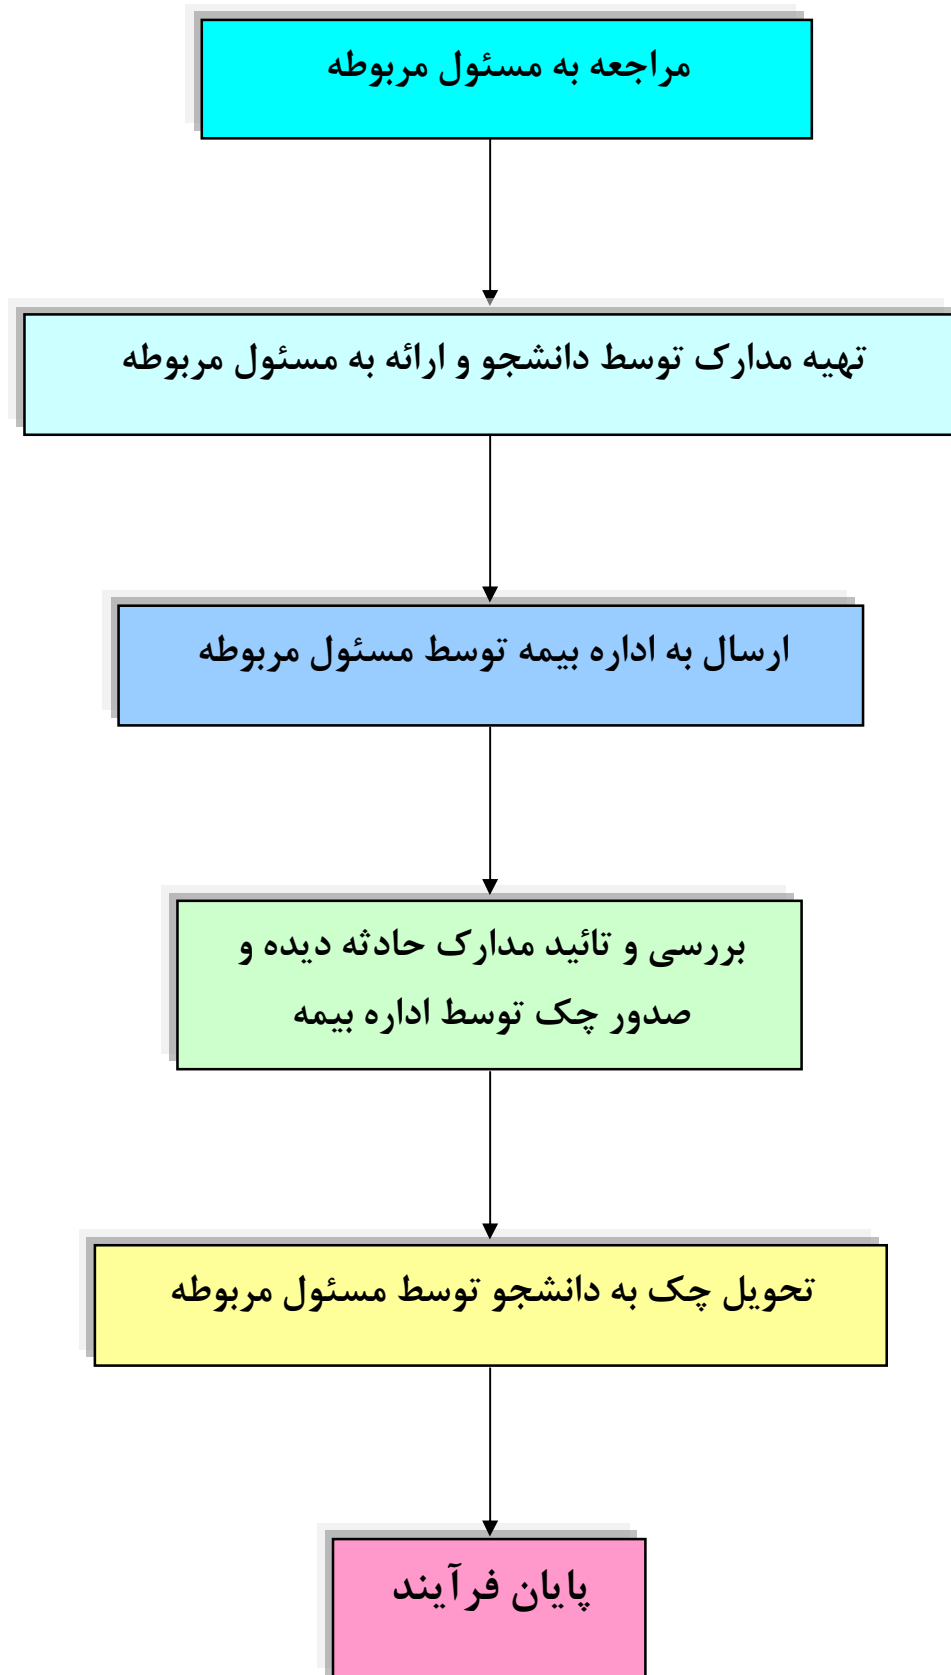 مراجعه به مسئول مربوطه
تهیه مدارک توسط دانشجو و ارائه به مسئول مربوطه
ارسال به اداره بیمه توسط مسئول مربوطه
بررسی و تائید مدارک حادثه دیده و
صدور چک توسط اداره بیمه
تحویل چک به دانشجو توسط مسئول مربوطه
پایان فرآیند